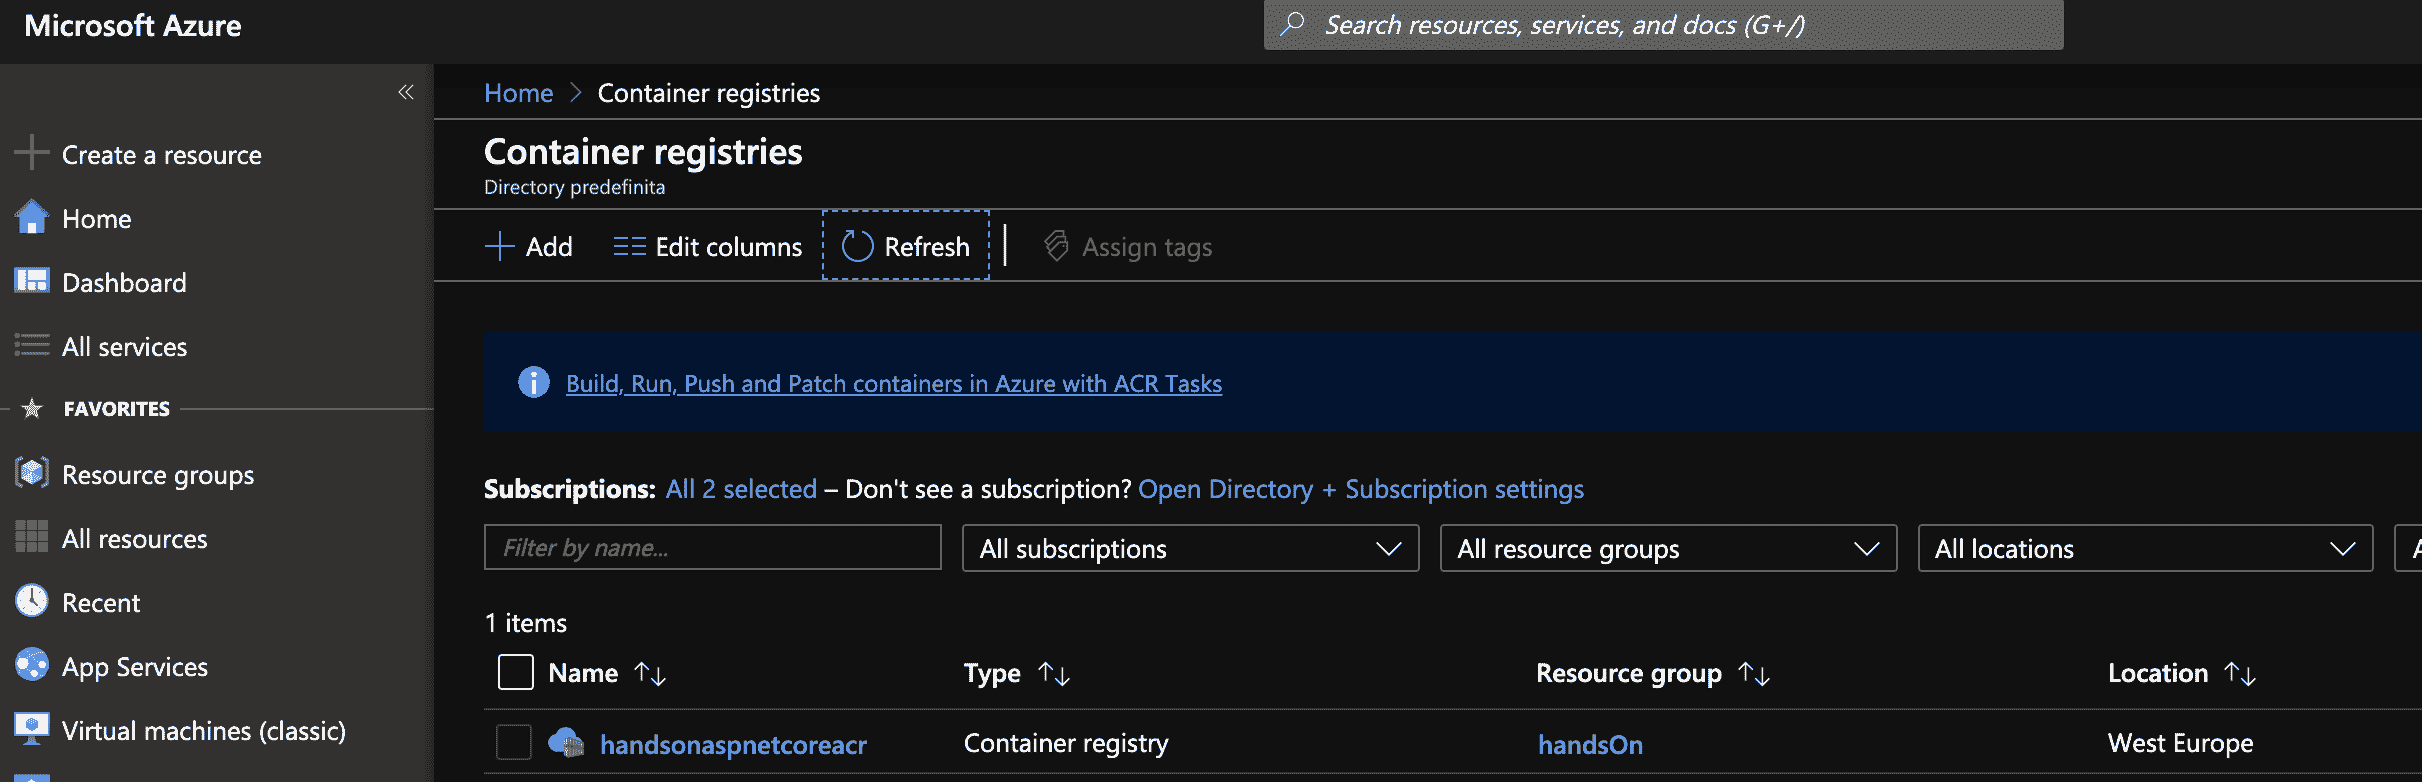 Microsoft Azure
Search resources, services, and docs (G+/)
«
Create a resource
Home
Dashboard
All services
FAVORITES
Resource groups
All resources
Recent
App Services
Virtual machines (classic)
Home > Container registries
Container registries
Directory predefinita
Add Edit columns Refresh Assign tags
Build, Run, Push and Patch containers in Azure with ACR Tasks
Subscriptions: All 2 selected – Don't see a subscription? Open Directory + Subscription settings
Filter by name... All subscriptions All resource groups All locations
1 items
Name ↑↓ Type ↑↓ Resource group ↑↓ Location ↑↓
handsonaspnetcoreacr Container registry handsOn West Europe